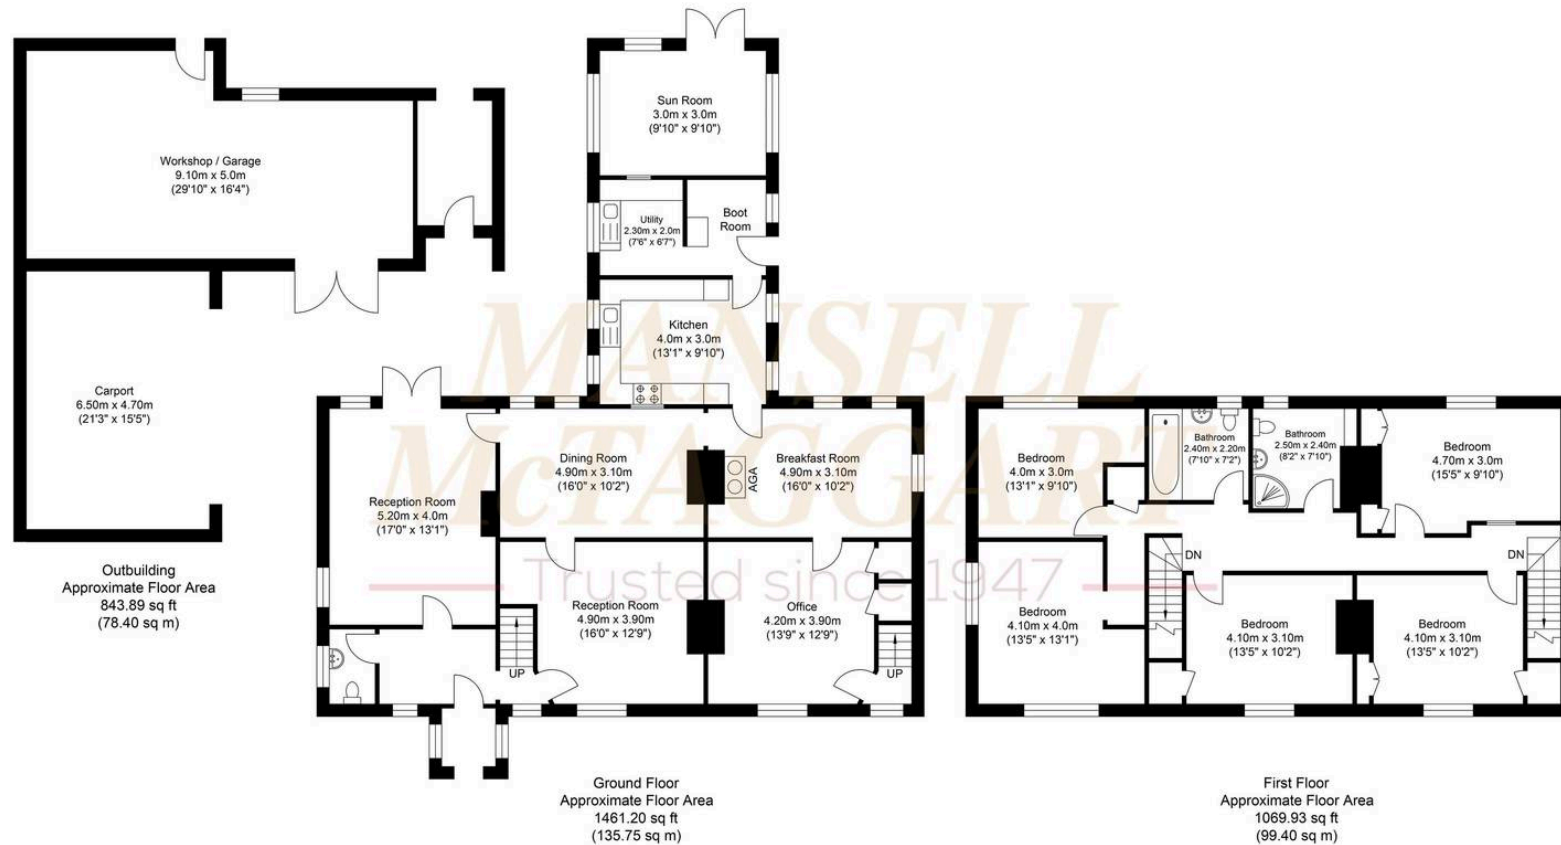 Workshop / Garage
9.10m x 5.0m
(29'10" x 16'4")
Carport
6.50m x 4.70m
(21'3" x 15'5")
Outbuilding
Approximate Floor Area
843.89 sq ft
(78.40 sq m)
Sun Room
3.0m x 3.0m
(9'10" x 9'10")
Utility
2.30m x 2.0m
(7'6" x 6'7")
Boot
Room
Kitchen
4.0m x 3.0m
(13'1" x 9'10")
Dining Room
4.90m x 3.10m
(16'0" x 10'2")
AGA
Breakfast Room
4.90m x 3.10m
(16'0" x 10'2")
Reception Room
5.20m x 4.0m
(17'0" x 13'1")
Reception Room
4.90m x 3.90m
(16'0" x 12'9")
Office
4.20m x 3.90m
(13'9" x 12'9")
UP
UP
Ground Floor
Approximate Floor Area
1461.20 sq ft
(135.75 sq m)
Bedroom
4.0m x 3.0m
(13'1" x 9'10")
Bathroom
2.40m x 2.20m
(7'10" x 7'2")
Bathroom
2.50m x 2.40m
(8'2" x 7'10")
Bedroom
4.70m x 3.0m
(15'5" x 9'10")
DN
DN
Bedroom
4.10m x 4.0m
(13'5" x 13'1")
Bedroom
4.10m x 3.10m
(13'5" x 10'2")
Bedroom
4.10m x 3.10m
(13'5" x 10'2")
First Floor
Approximate Floor Area
1069.93 sq ft
(99.40 sq m)
MANSELL
McTAGGART
Trusted since 1947